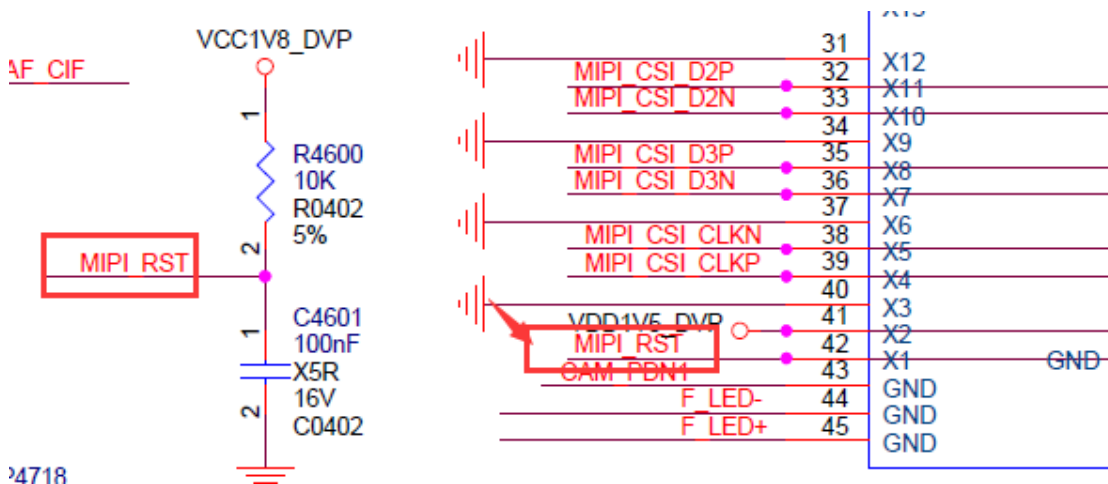 VCC1V8_DVP
AF_CIF
1
R4600
10K
R0402
5%
2
MIPI_RST
1
C4601
100nF
X5R
16V
C0402
2
31
X12
MIPI_CSI_D2P
32
X11
MIPI_CSI_D2N
33
X10
34
X9
MIPI_CSI_D3P
35
X8
MIPI_CSI_D3N
36
X7
37
X6
MIPI_CSI_CLKN
38
X5
MIPI_CSI_CLKP
39
X4
40
X3
VDD1V5_DVP
41
X2
MIPI_RST
42
X1
GND
CAM_PDN1
43
GND
F_LED-
44
GND
F_LED+
45
GND